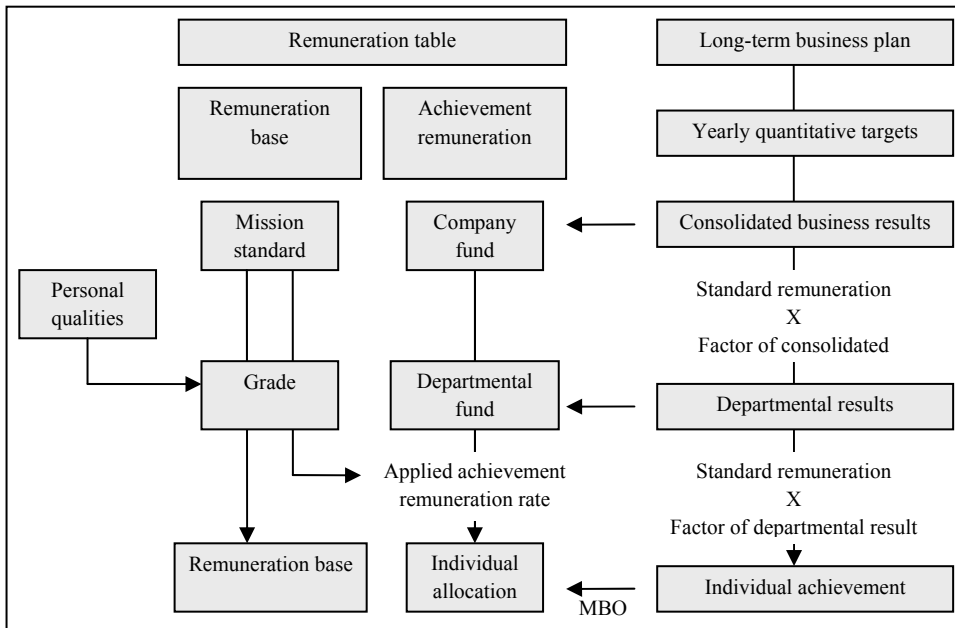 Remuneration table
Long-term business plan
Remuneration
base
Achievement
remuneration
Yearly quantitative targets
Mission
standard
Company
fund
Consolidated business results
Personal
qualities
Standard remuneration
X
Factor of consolidated
Grade
Departmental
fund
Departmental results
Applied achievement
remuneration rate
Standard remuneration
X
Factor of departmental result
Remuneration base
Individual
allocation
MBO
Individual achievement